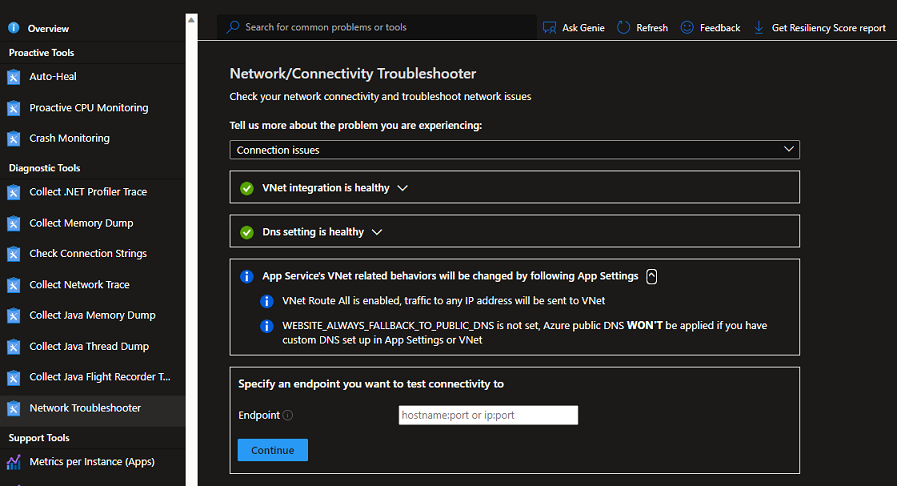 Overview
Proactive Tools
Auto-Heal
Proactive CPU Monitoring
Crash Monitoring
Diagnostic Tools
Collect .NET Profiler Trace
Collect Memory Dump
Check Connection Strings
Collect Network Trace
Collect Java Memory Dump
Collect Java Thread Dump
Collect Java Flight Recorder T...
Network Troubleshooter
Support Tools
Metrics per Instance (Apps)
Search for common problems or tools
Ask Genie
Refresh
Feedback
Get Resiliency Score report
Network/Connectivity Troubleshooter
Check your network connectivity and troubleshoot network issues
Tell us more about the problem you are experiencing:
Connection issues
VNet integration is healthy
Dns setting is healthy
App Service's VNet related behaviors will be changed by following App Settings
VNet Route All is enabled, traffic to any IP address will be sent to VNet
WEBSITE_ALWAYS_FALLBACK_TO_PUBLIC_DNS is not set, Azure public DNS WON'T be applied if you have
custom DNS set up in App Settings or VNet
Specify an endpoint you want to test connectivity to
Endpoint
hostname:port or ip:port
Continue